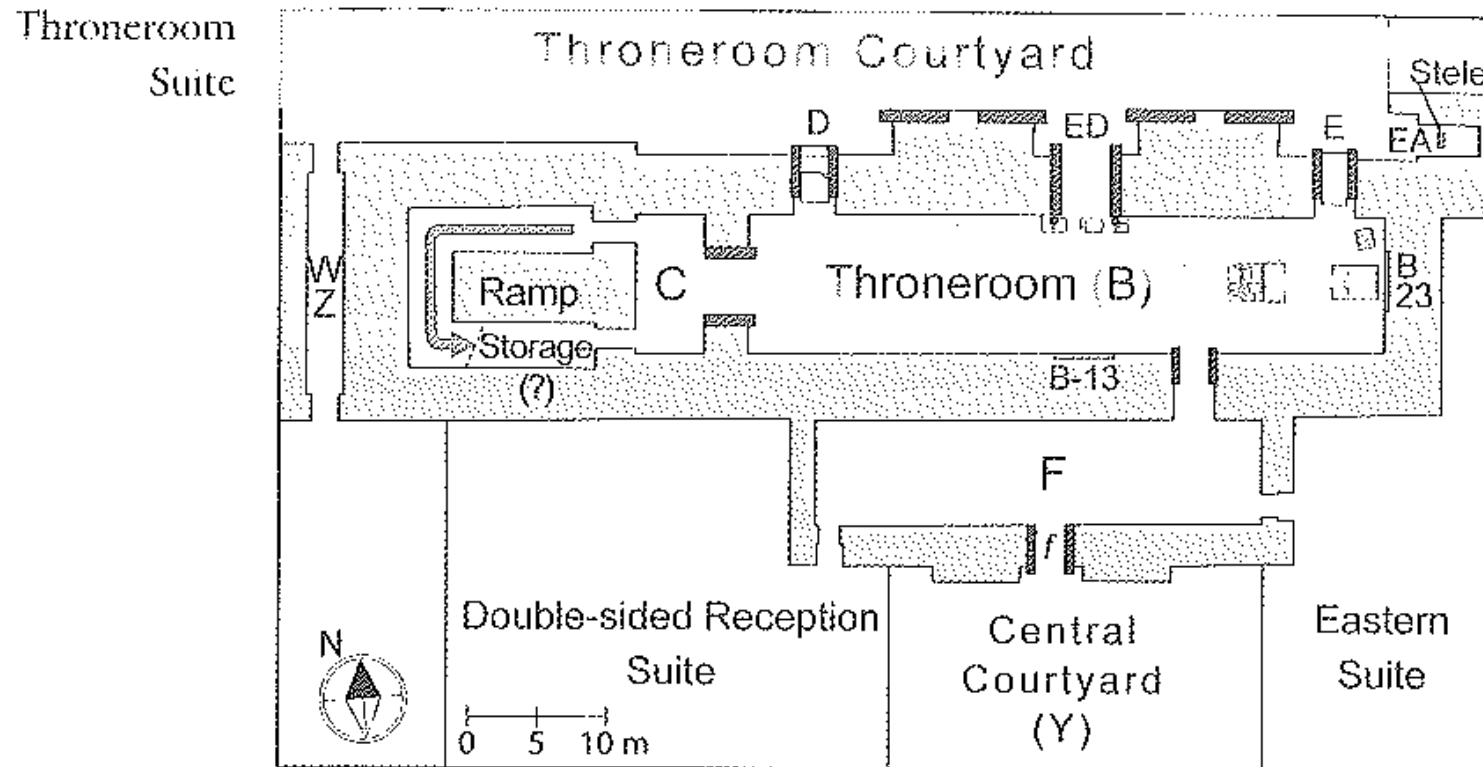 Throneroom
Suite
Throneroom Courtyard
Stele
D
ED
E
EA
W
Z
C
Ramp
Throneroom (B)
B
23
Storage
(?)
B-13
F
f
Double-sided Reception
Suite
Central
Courtyard
(Y)
Eastern
Suite
N
0 5 10 m